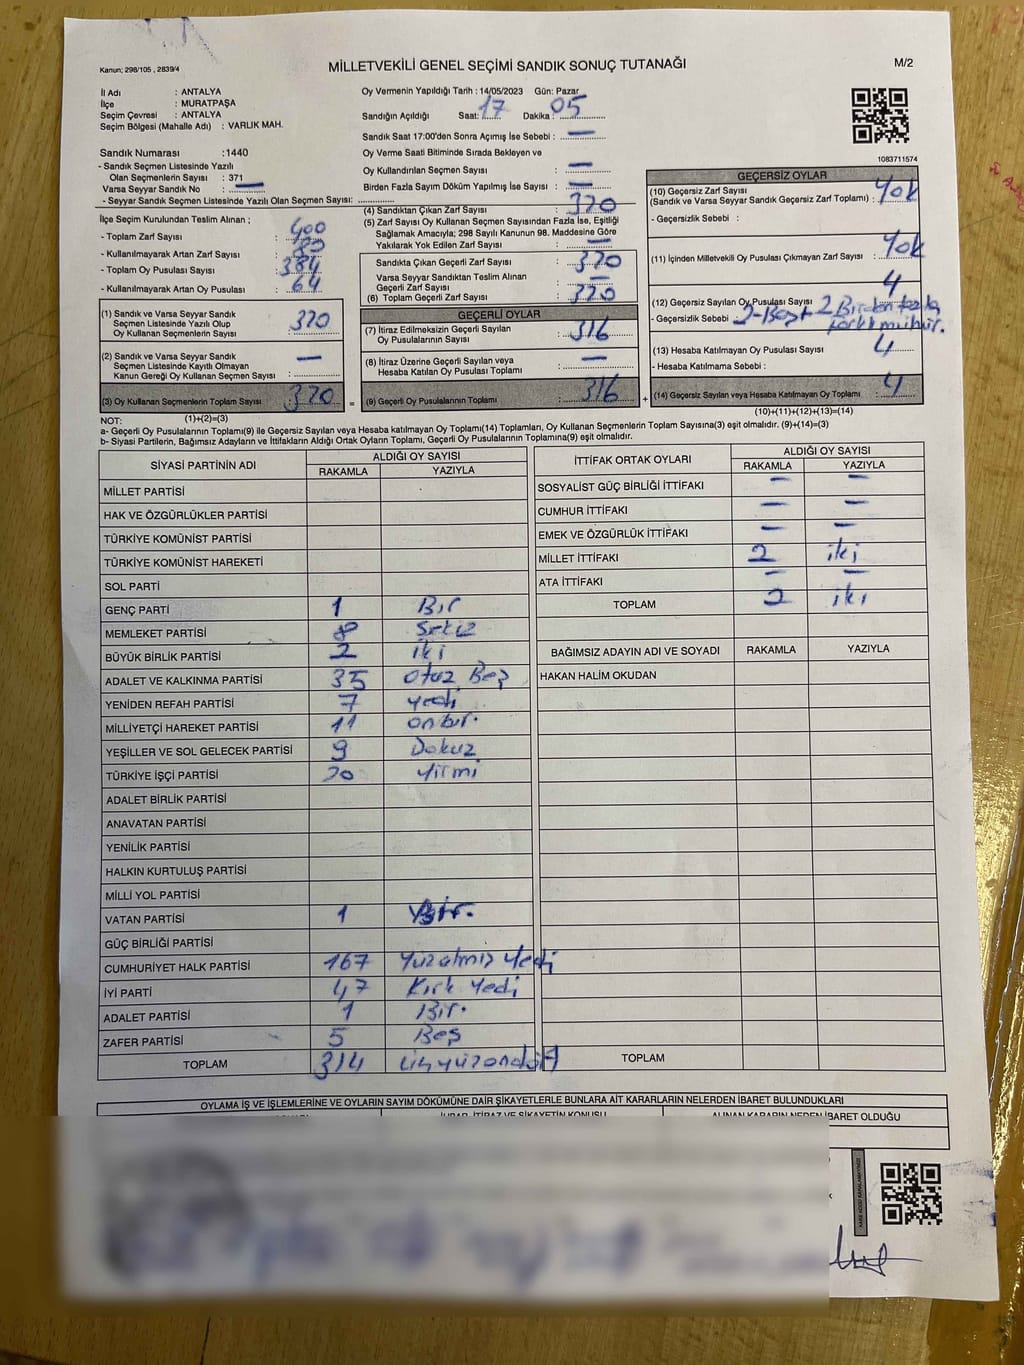 Kanun; 298/105 , 2839/4
MİLLETVEKİLİ GENEL SEÇİMİ SANDIK SONUÇ TUTANAĞI
M/2
İl Adı : ANTALYA
İlçe : MURATPAŞA
Seçim Çevresi : ANTALYA
Seçim Bölgesi (Mahalle Adı) : VARLIK MAH.
Sandık Numarası :1440
- Sandık Seçmen Listesinde Yazılı
Olan Seçmenlerin Sayısı : 371
Varsa Seyyar Sandık No : —
- Seyyar Sandık Seçmen Listesinde Yazılı Olan Seçmen Sayısı:
Oy Vermenin Yapıldığı Tarih : 14/05/2023 Gün: Pazar
Sandığın Açıldığı Saat: 17 Dakika : 05
Sandık Saat 17:00'den Sonra Açımış İse Sebebi : —
Oy Verme Saati Bitiminde Sırada Bekleyen ve
Oy Kullandırılan Seçmen Sayısı : —
Birden Fazla Sayım Döküm Yapılmış İse Sayısı : —
1083711574
İlçe Seçim Kurulundan Teslim Alınan ;
- Toplam Zarf Sayısı : 400
- Kullanılmayarak Artan Zarf Sayısı :
- Toplam Oy Pusulası Sayısı : 384
- Kullanılmayarak Artan Oy Pusulası : 64
(1) Sandık ve Varsa Seyyar Sandık
Seçmen Listesinde Yazılı Olup
Oy Kullanan Seçmenlerin Sayısı : 320
(2) Sandık ve Varsa Seyyar Sandık
Seçmen Listesinde Kayıtlı Olmayan
Kanun Gereği Oy Kullanan Seçmen Sayısı : —
(3) Oy Kullanan Seçmenlerin Toplam Sayısı : 320
(1)+(2)=(3)
(4) Sandıktan Çıkan Zarf Sayısı : 320
(5) Zarf Sayısı Oy Kullanan Seçmen Sayısından Fazla İse, Eşitliği
Sağlamak Amacıyla; 298 Sayılı Kanunun 98. Maddesine Göre
Yakılarak Yok Edilen Zarf Sayısı : —
Sandıkta Çıkan Geçerli Zarf Sayısı : 320
Varsa Seyyar Sandıktan Teslim Alınan
Geçerli Zarf Sayısı : —
(6) Toplam Geçerli Zarf Sayısı : 320
GEÇERLİ OYLAR
(7) İtiraz Edilmeksizin Geçerli Sayılan
Oy Pusulalarının Sayısı : 316
(8) İtiraz Üzerine Geçerli Sayılan veya
Hesaba Katılan Oy Pusulası Toplamı : —
= (9) Geçerli Oy Pusulalarının Toplamı : 316 +
GEÇERSİZ OYLAR
(10) Geçersiz Zarf Sayısı
(Sandık ve Varsa Seyyar Sandık Geçersiz Zarf Toplamı) : Yok
- Geçersizlik Sebebi :
(11) İçinden Milletvekili Oy Pusulası Çıkmayan Zarf Sayısı : Yok
(12) Geçersiz Sayılan Oy Pusulası Sayısı : 4
- Geçersizlik Sebebi : 2-Boşt 2 Birden fazla
farklı mühür.
(13) Hesaba Katılmayan Oy Pusulası Sayısı : 4
- Hesaba Katılmama Sebebi :
(14) Geçersiz Sayılan veya Hesaba Katılmayan Oy Toplamı : 4
(10)+(11)+(12)+(13)=(14)
NOT:
a- Geçerli Oy Pusulalarının Toplamı(9) ile Geçersiz Sayılan veya Hesaba katılmayan Oy Toplamı(14) Toplamları, Oy Kullanan Seçmenlerin Toplam Sayısına(3) eşit olmalıdır. (9)+(14)=(3)
b- Siyasi Partilerin, Bağımsız Adayların ve İttifakların Aldığı Ortak Oyların Toplamı, Geçerli Oy Pusulalarının Toplamına(9) eşit olmalıdır.
SİYASİ PARTİNİN ADI ALDIĞI OY SAYISI
RAKAMLA YAZIYLA
MİLLET PARTİSİ
HAK VE ÖZGÜRLÜKLER PARTİSİ
TÜRKİYE KOMÜNİST PARTİSİ
TÜRKİYE KOMÜNİST HAREKETİ
SOL PARTİ
GENÇ PARTİ 1 Bir
MEMLEKET PARTİSİ 8 Sekiz
BÜYÜK BİRLİK PARTİSİ 2 iki
ADALET VE KALKINMA PARTİSİ 35 otuz Beş
YENİDEN REFAH PARTİSİ 7 yedi
MİLLİYETÇİ HAREKET PARTİSİ 11 onbir.
YEŞİLLER VE SOL GELECEK PARTİSİ 9 Dokuz
TÜRKİYE İŞÇİ PARTİSİ 20 Yirmi
ADALET BİRLİK PARTİSİ
ANAVATAN PARTİSİ
YENİLİK PARTİSİ
HALKIN KURTULUŞ PARTİSİ
MİLLİ YOL PARTİSİ
VATAN PARTİSİ 1 Bir.
GÜÇ BİRLİĞİ PARTİSİ
CUMHURİYET HALK PARTİSİ 167 Yüzatmış Yedi
İYİ PARTİ 47 Kırk Yedi
ADALET PARTİSİ 1 Bir.
ZAFER PARTİSİ 5 Beş
TOPLAM 314 üçyüzondört
İTTİFAK ORTAK OYLARI ALDIĞI OY SAYISI
RAKAMLA YAZIYLA
SOSYALİST GÜÇ BİRLİĞİ İTTİFAKI — —
CUMHUR İTTİFAKI — —
EMEK VE ÖZGÜRLÜK İTTİFAKI — —
MİLLET İTTİFAKI 2 iki
ATA İTTİFAKI — —
TOPLAM 2 iki
BAĞIMSIZ ADAYIN ADI VE SOYADI RAKAMLA YAZIYLA
HAKAN HALİM OKUDAN
TOPLAM
OYLAMA İŞ VE İŞLEMLERİNE VE OYLARIN SAYIM DÖKÜMÜNE DAİR ŞİKAYETLERLE BUNLARA AİT KARARLARIN NELERDEN İBARET BULUNDUKLARI
İHBAR, İTİRAZ VE ŞİKAYETİN KONUSU ALINAN KARARIN NEDEN İBARET OLDUĞU